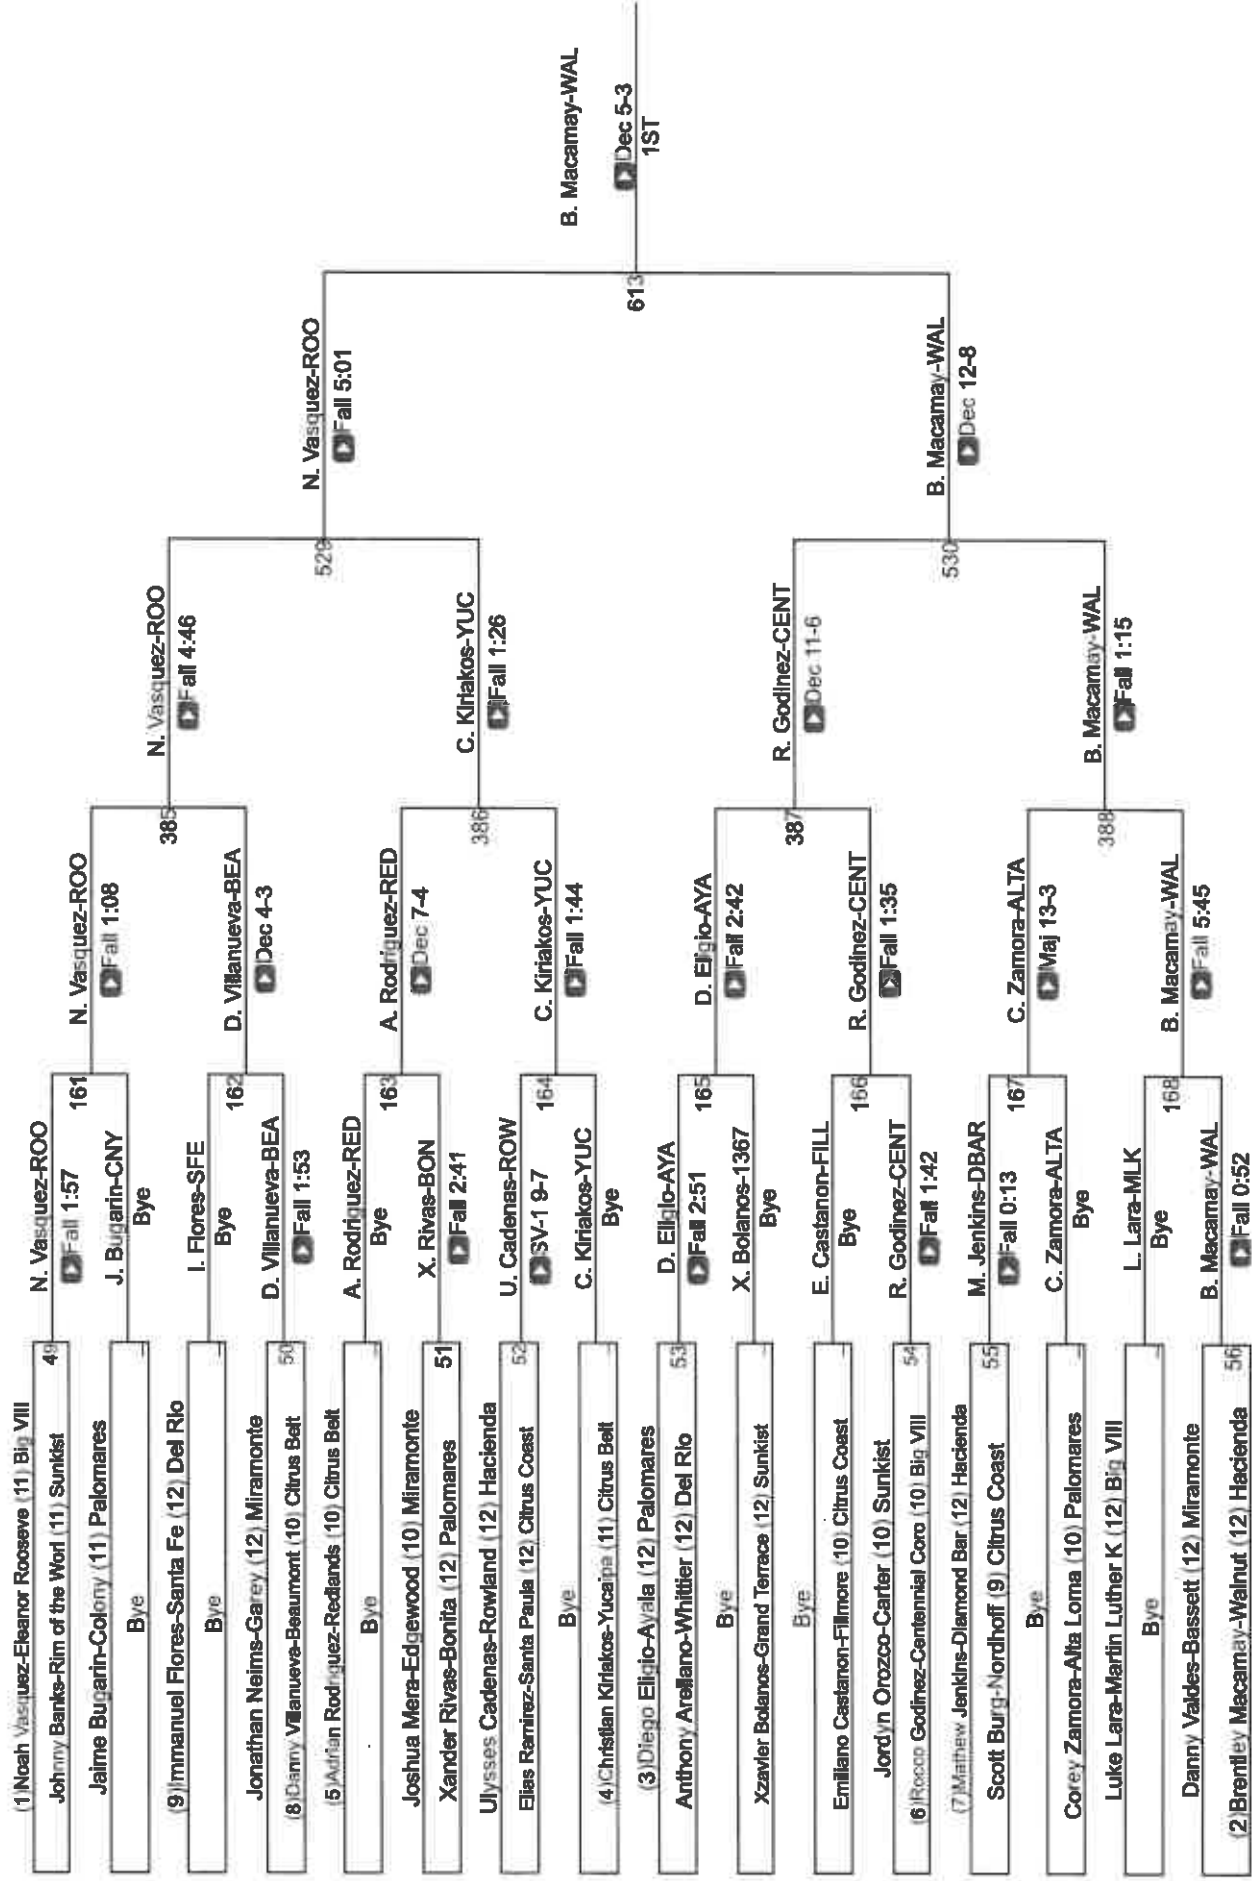 (1)Noah Vasquez-Eleanor Rooseve (11) Big VIII
49
Johnny Banks-Rim of the Worl (11) Sunkist
Jaime Bugarin-Colony (11) Palomares
Bye
(9)Immanuel Flores-Santa Fe (12) Del Rio
Bye
Jonathan Neims-Garey (12) Miramonte
50
(8)Danny Villanueva-Beaumont (10) Citrus Belt
(5)Adrian Rodriguez-Redlands (10) Citrus Belt
Bye
Joshua Mera-Edgewood (10) Miramonte
51
Xander Rivas-Bonita (12) Palomares
Ulysses Cadenas-Rowland (12) Hacienda
52
Elias Ramirez-Santa Paula (12) Citrus Coast
Bye
(4)Christian Kiriakos-Yucaipa (11) Citrus Belt
(3)Diego Eligio-Ayala (12) Palomares
53
Anthony Arellano-Whittier (12) Del Rio
Bye
Xzavier Bolanos-Grand Terrace (12) Sunkist
Bye
Emiliano Castanon-Fillmore (10) Citrus Coast
Jordyn Orozco-Carter (10) Sunkist
54
(6)Rocco Godinez-Centennial Coro (10) Big VIII
(7)Mathew Jenkins-Diamond Bar (12) Hacienda
55
Scott Burg-Nordhoff (9) Citrus Coast
Bye
Corey Zamora-Alta Loma (10) Palomares
Luke Lara-Martin Luther K (12) Big VIII
Bye
Danny Valdes-Bassett (12) Miramonte
56
(2)Brentley Macamay-Walnut (12) Hacienda
N. Vasquez-ROO
Fall 1:57
161
J. Bugarin-CNY
Bye
I. Flores-SFE
Bye
162
D. Villanueva-BEA
Fall 1:53
A. Rodriguez-RED
Bye
163
X. Rivas-BON
Fall 2:41
U. Cadenas-ROW
SV-1 9-7
164
C. Kiriakos-YUC
Bye
D. Eligio-AYA
Fall 2:51
165
X. Bolanos-1367
Bye
E. Castanon-FILL
Bye
166
R. Godinez-CENT
Fall 1:42
M. Jenkins-DBAR
Fall 0:13
167
C. Zamora-ALTA
Bye
L. Lara-MLK
Bye
168
B. Macamay-WAL
Fall 0:52
N. Vasquez-ROO
Fall 1:08
385
D. Villanueva-BEA
Dec 4-3
A. Rodriguez-RED
Dec 7-4
386
C. Kiriakos-YUC
Fall 1:44
D. Eligio-AYA
Fall 2:42
387
R. Godinez-CENT
Fall 1:35
C. Zamora-ALTA
Maj 13-3
388
B. Macamay-WAL
Fall 5:45
N. Vasquez-ROO
Fall 4:46
529
C. Kiriakos-YUC
Fall 1:26
R. Godinez-CENT
Dec 11-6
530
B. Macamay-WAL
Fall 1:15
N. Vasquez-ROO
Fall 5:01
613
B. Macamay-WAL
Dec 12-8
B. Macamay-WAL
Dec 5-3
1ST